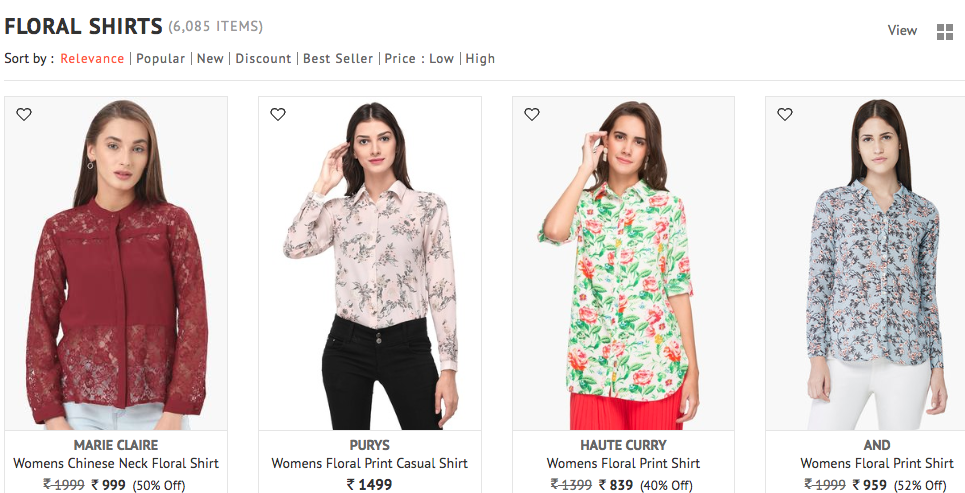 FLORAL SHIRTS (6,085 ITEMS)
View
Sort by : Relevance | Popular | New | Discount | Best Seller | Price : Low | High
MARIE CLAIRE
Womens Chinese Neck Floral Shirt
₹ 1999 ₹ 999 (50% Off)
PURYS
Womens Floral Print Casual Shirt
₹ 1499
HAUTE CURRY
Womens Floral Print Shirt
₹ 1399 ₹ 839 (40% Off)
AND
Womens Floral Print Shirt
₹ 1999 ₹ 959 (52% Off)